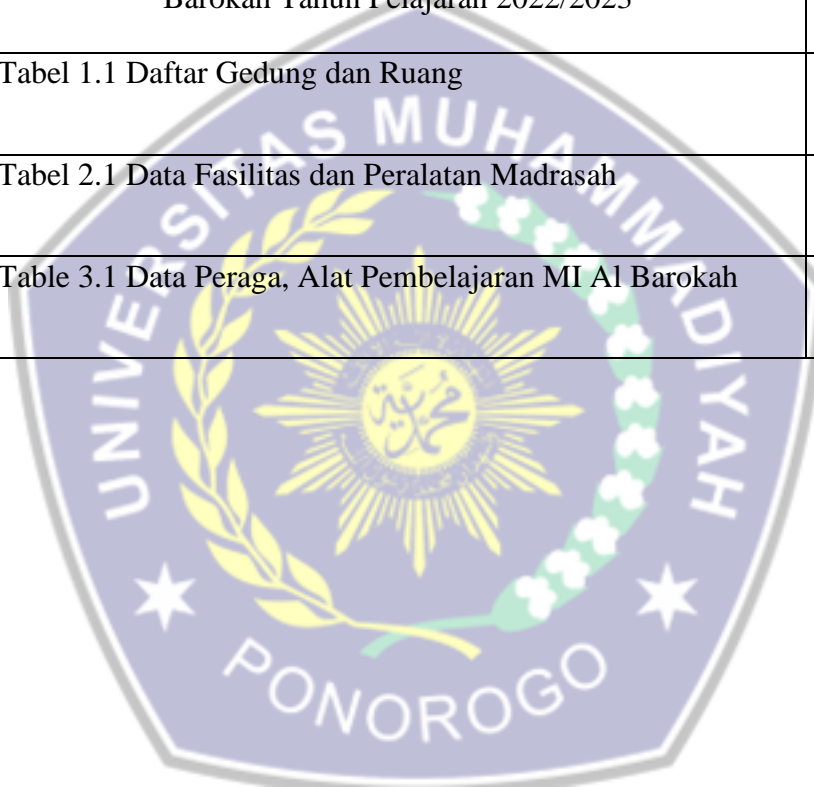 Barokah Tahun Pelajaran 2022/2023
Tabel 1.1 Daftar Gedung dan Ruang
Tabel 2.1 Data Fasilitas dan Peralatan Madrasah
Table 3.1 Data Peraga, Alat Pembelajaran MI Al Barokah
UNIVERSITAS MUHAMMADIYAH
PONOROGO
محمدية